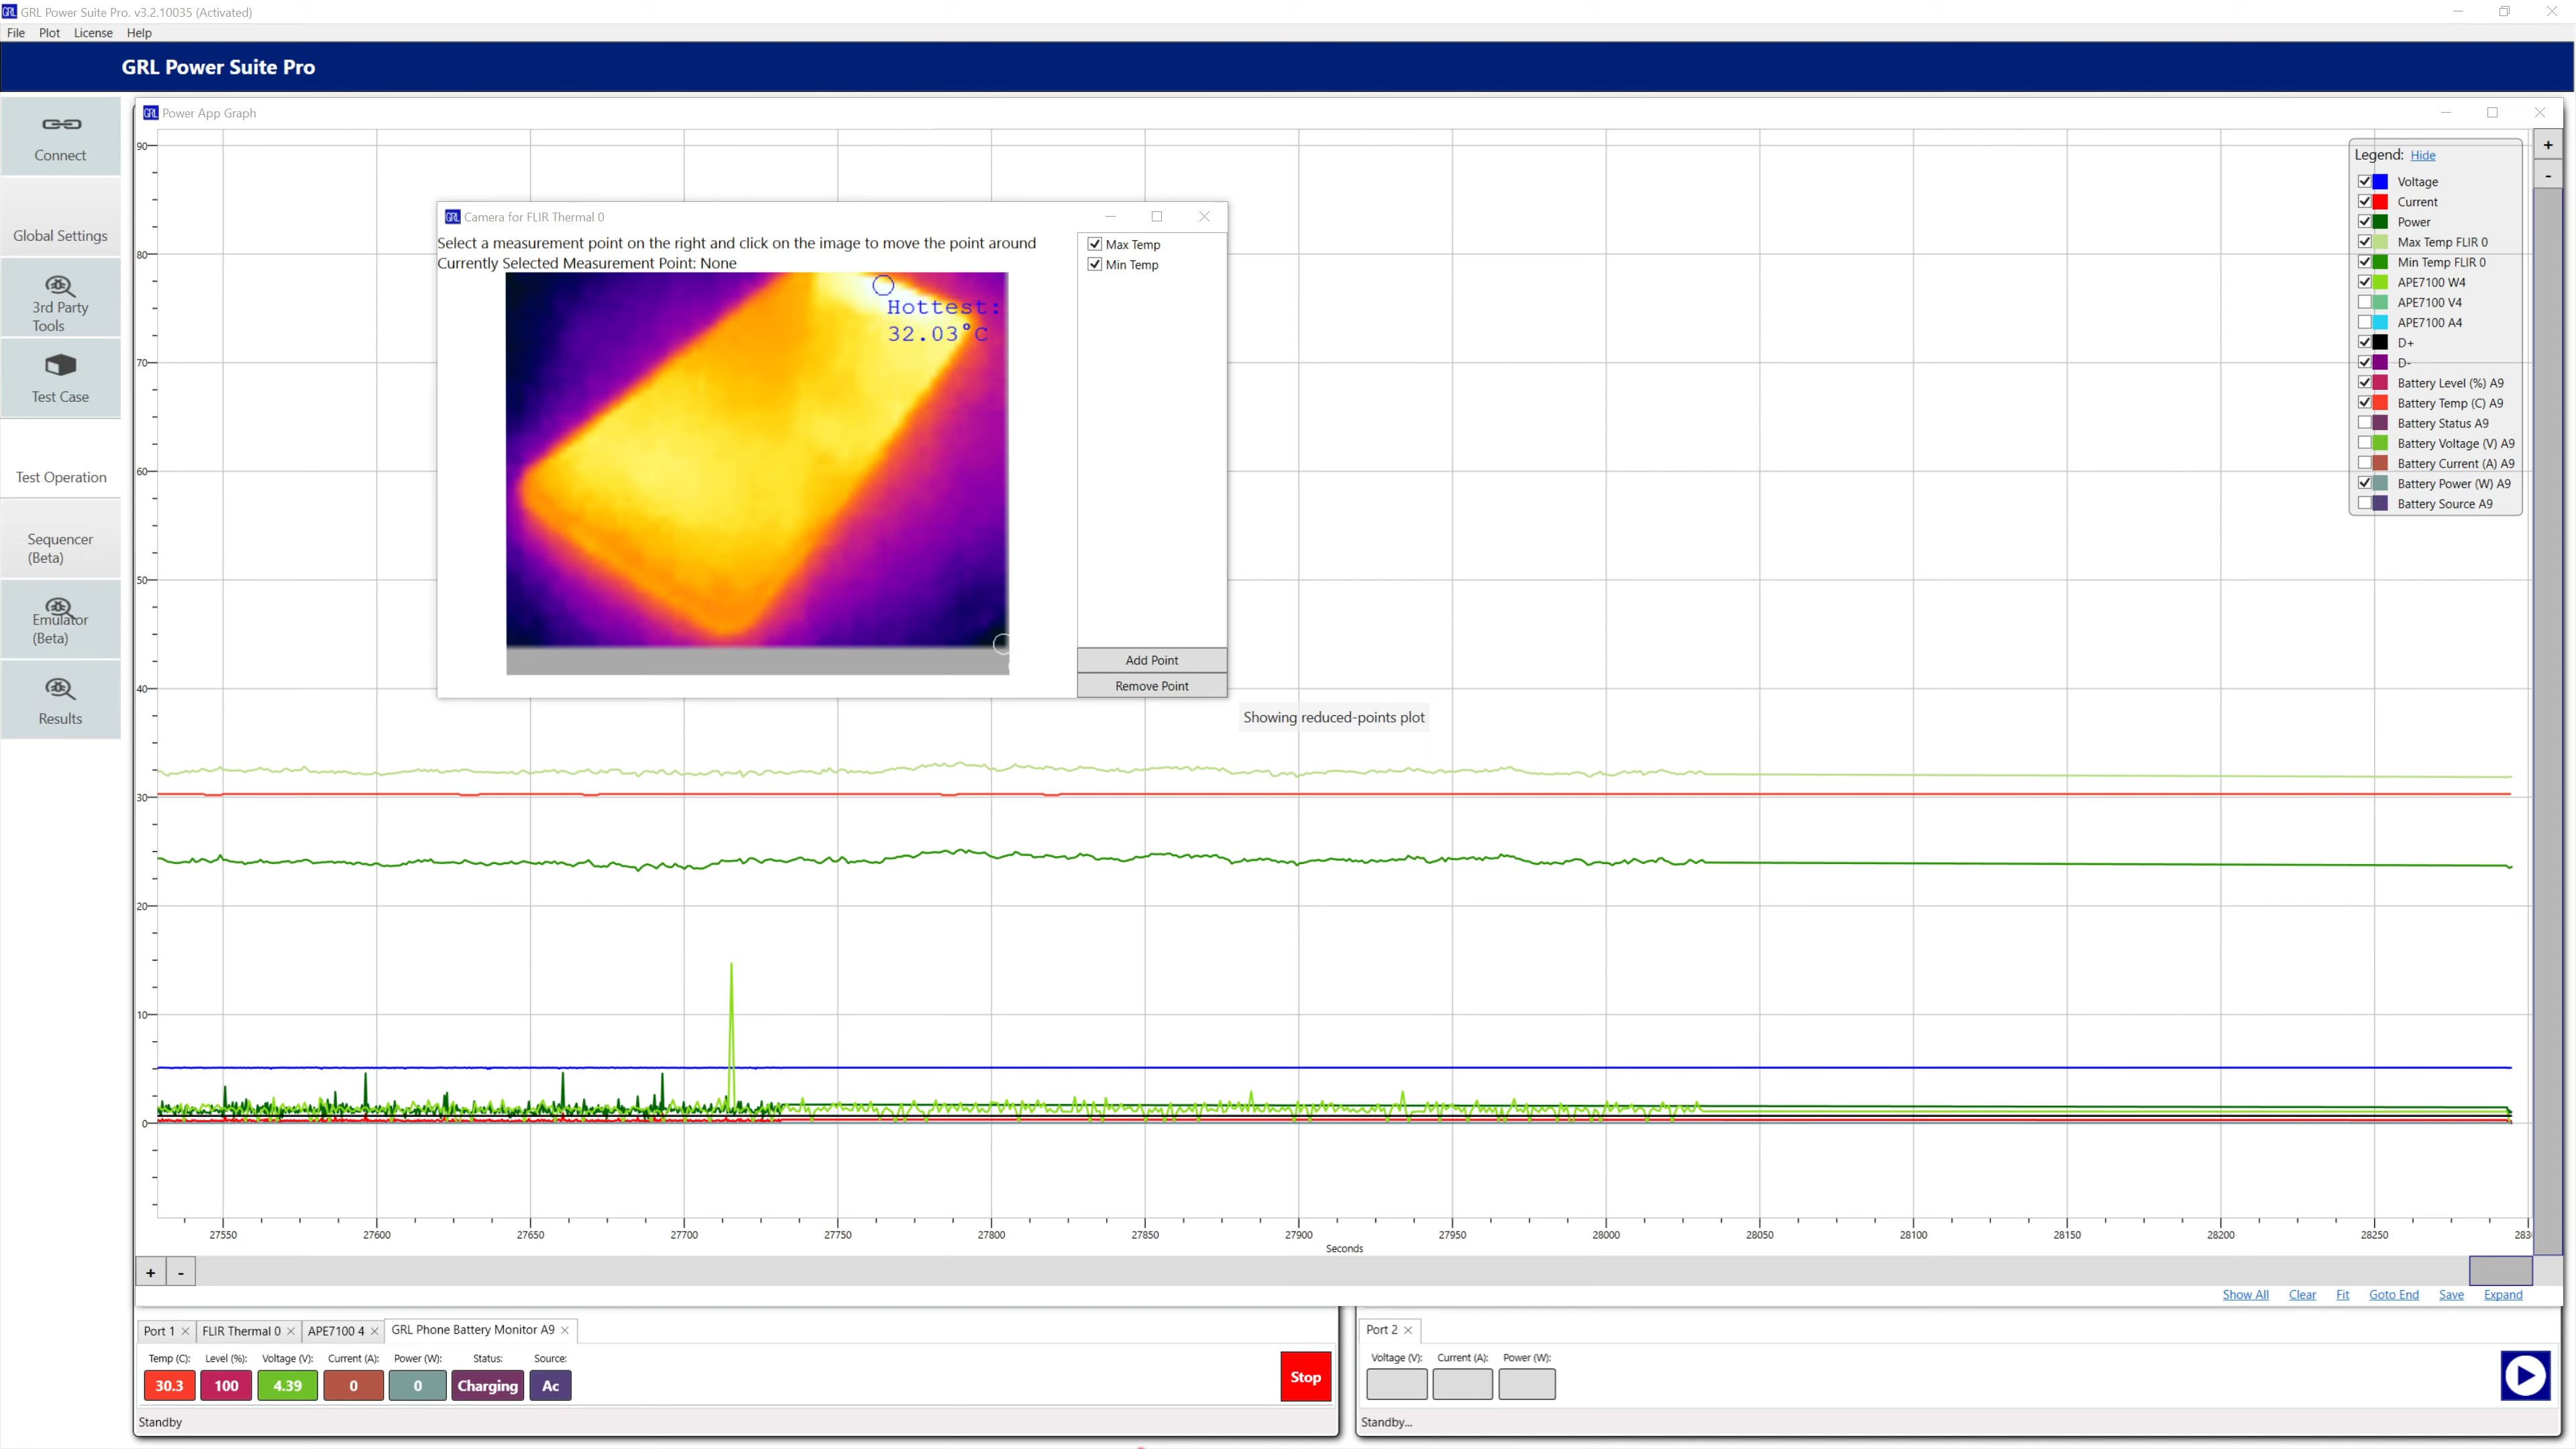 GRL GRL Power Suite Pro. v3.2.10035 (Activated)
File Plot License Help
GRL Power Suite Pro
Connect
Global Settings
3rd Party
Tools
Test Case
Test Operation
Sequencer
(Beta)
Emulator
(Beta)
Results
GRL Power App Graph
90
80
70
60
50
40
30
20
10
0
GRL Camera for FLIR Thermal 0
Select a measurement point on the right and click on the image to move the point around
Currently Selected Measurement Point: None
Hottest:
32.03°C
Max Temp
Min Temp
Add Point
Remove Point
Showing reduced-points plot
Legend: Hide
Voltage
Current
Power
Max Temp FLIR 0
Min Temp FLIR 0
APE7100 W4
APE7100 V4
APE7100 A4
D+
D-
Battery Level (%) A9
Battery Temp (C) A9
Battery Status A9
Battery Voltage (V) A9
Battery Current (A) A9
Battery Power (W) A9
Battery Source A9
+
-
27550 27600 27650 27700 27750 27800 27850 27900 27950 28000 28050 28100 28150 28200 28250 283
Seconds
+ -
Show All Clear Fit Goto End Save Expand
Port 1 FLIR Thermal 0 APE7100 4 GRL Phone Battery Monitor A9
Temp (C): Level (%): Voltage (V): Current (A): Power (W): Status: Source:
30.3 100 4.39 0 0 Charging Ac
Stop
Standby
Port 2
Voltage (V): Current (A): Power (W):
Standby...